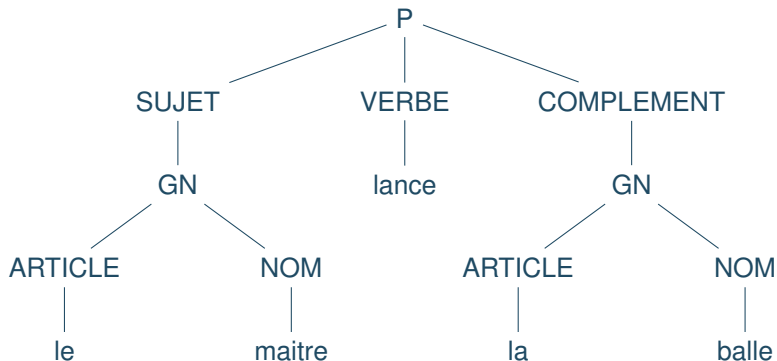 P
SUJET VERBE COMPLEMENT
GN lance GN
ARTICLE NOM ARTICLE NOM
le maitre la balle